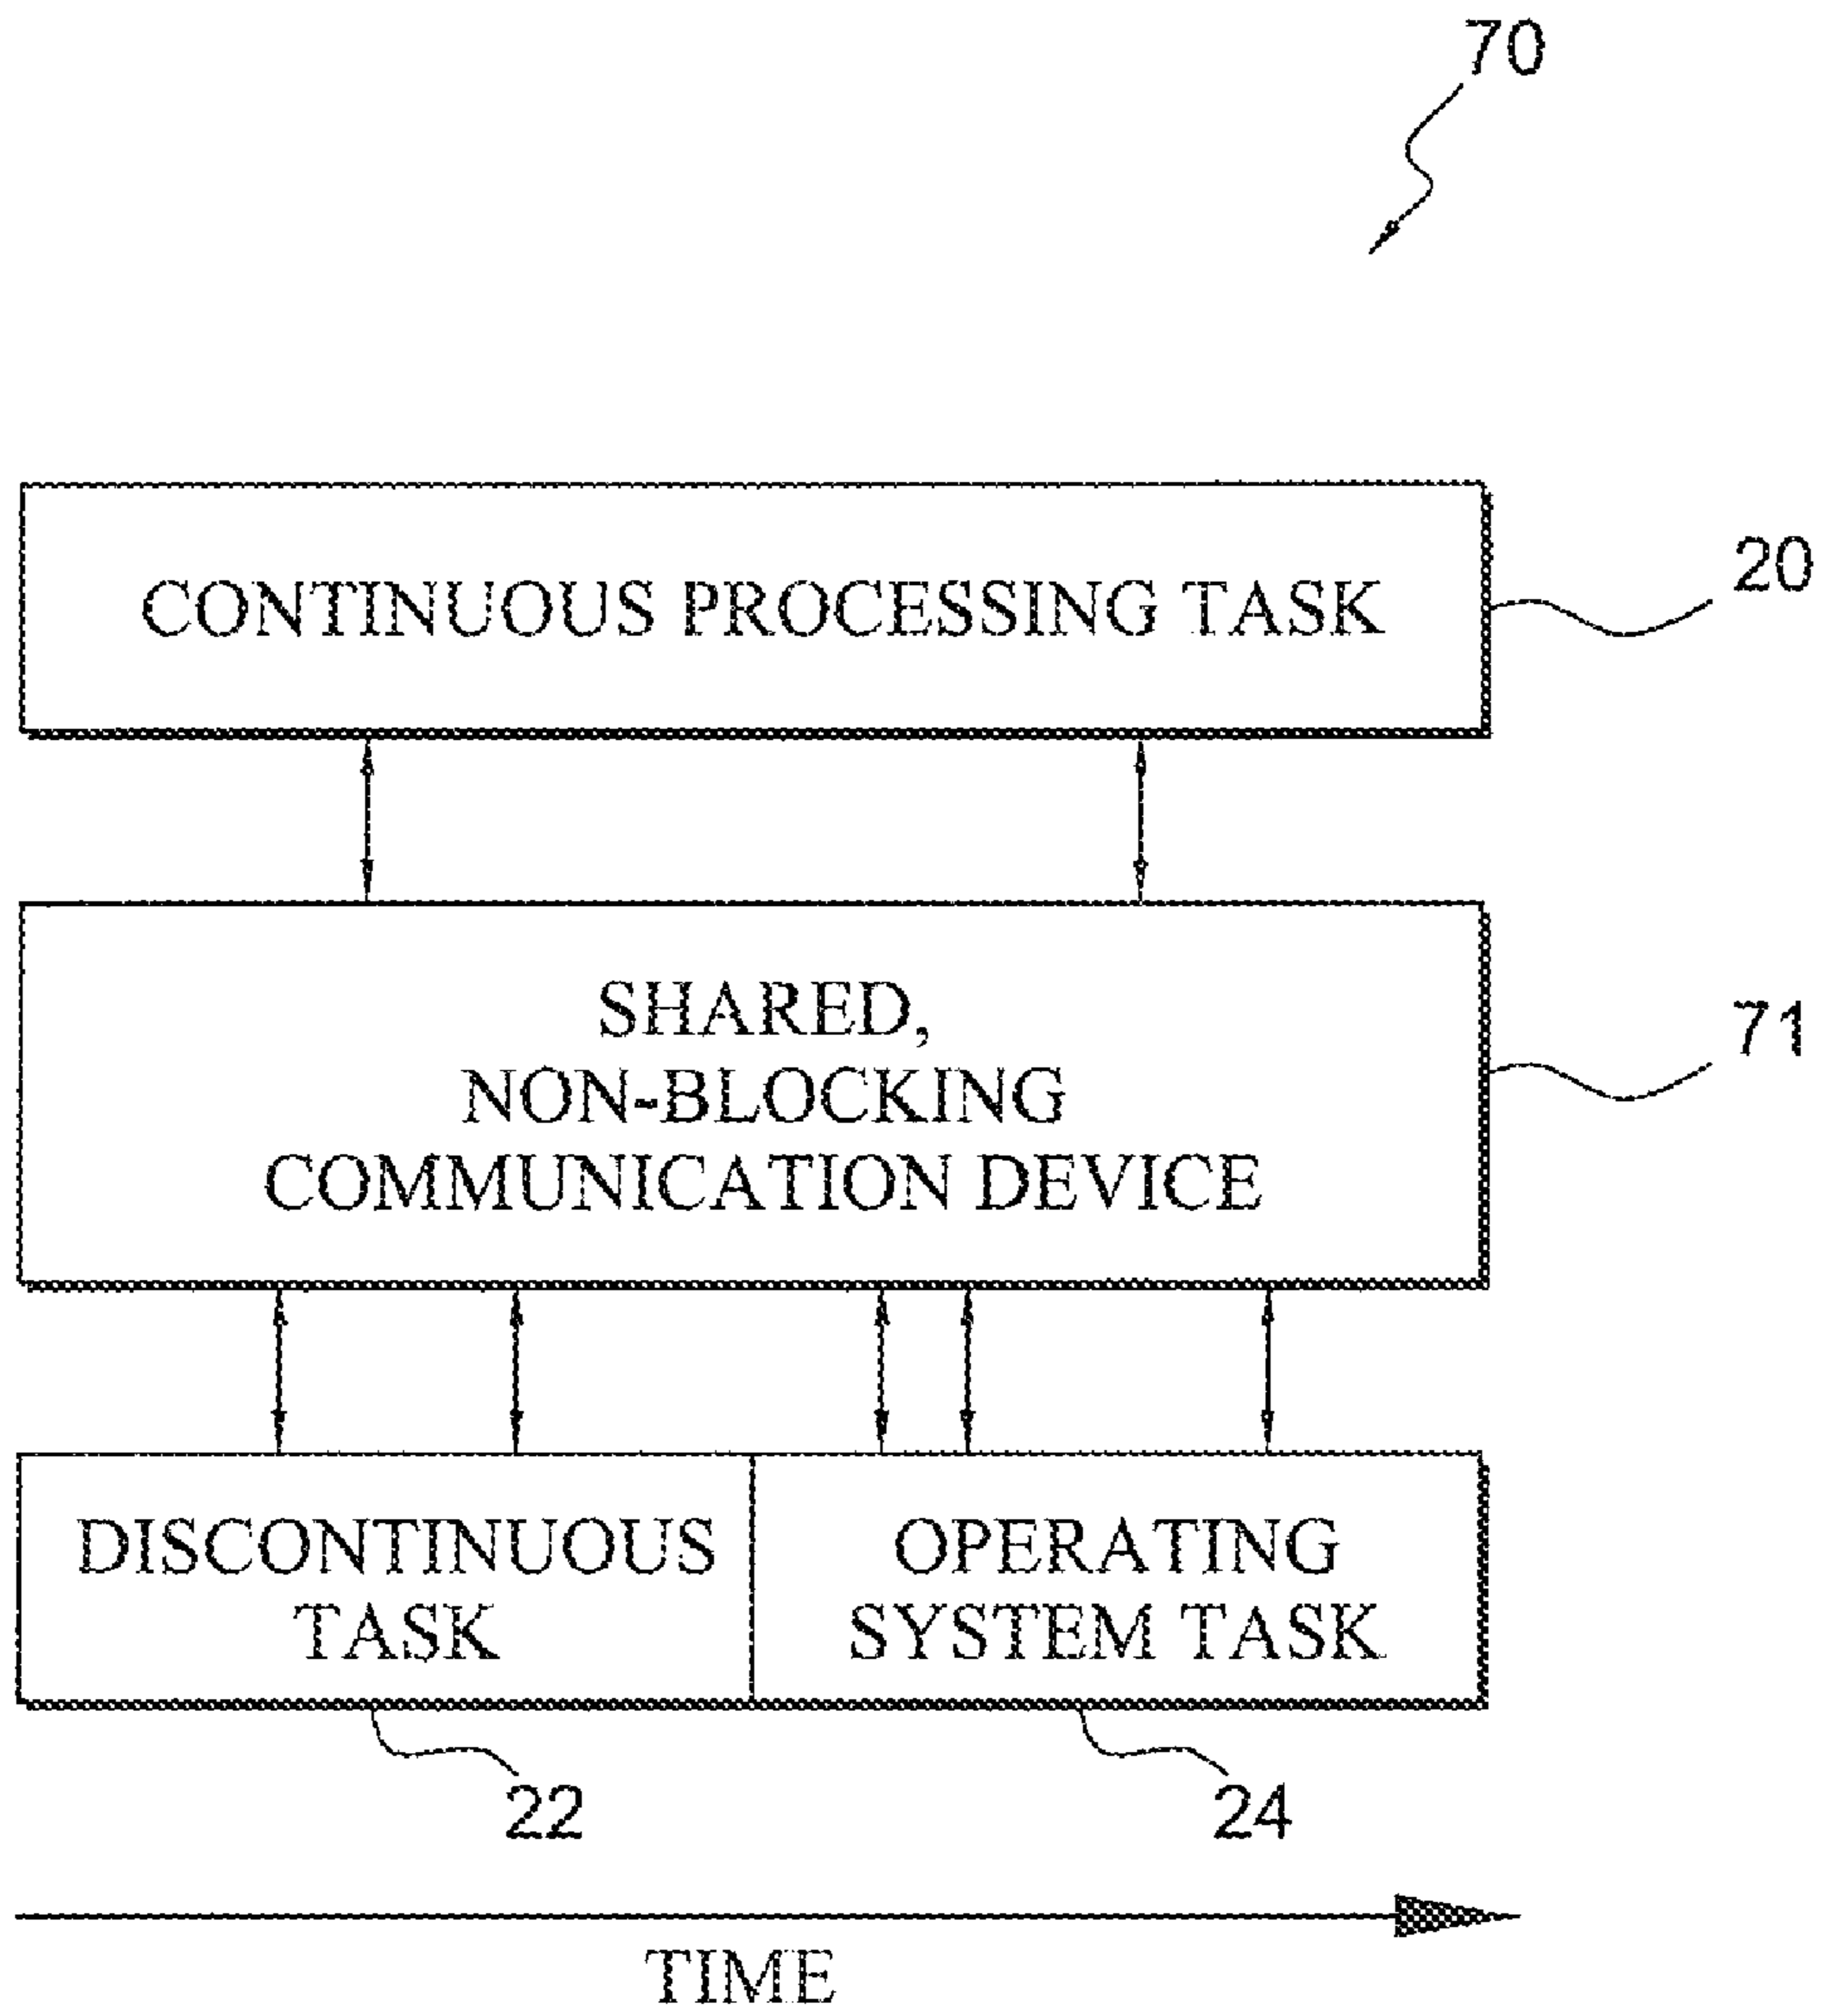 70
CONTINUOUS PROCESSING TASK
20
SHARED,
NON-BLOCKING
COMMUNICATION DEVICE
71
DISCONTINUOUS
TASK
OPERATING
SYSTEM TASK
22
24
TIME